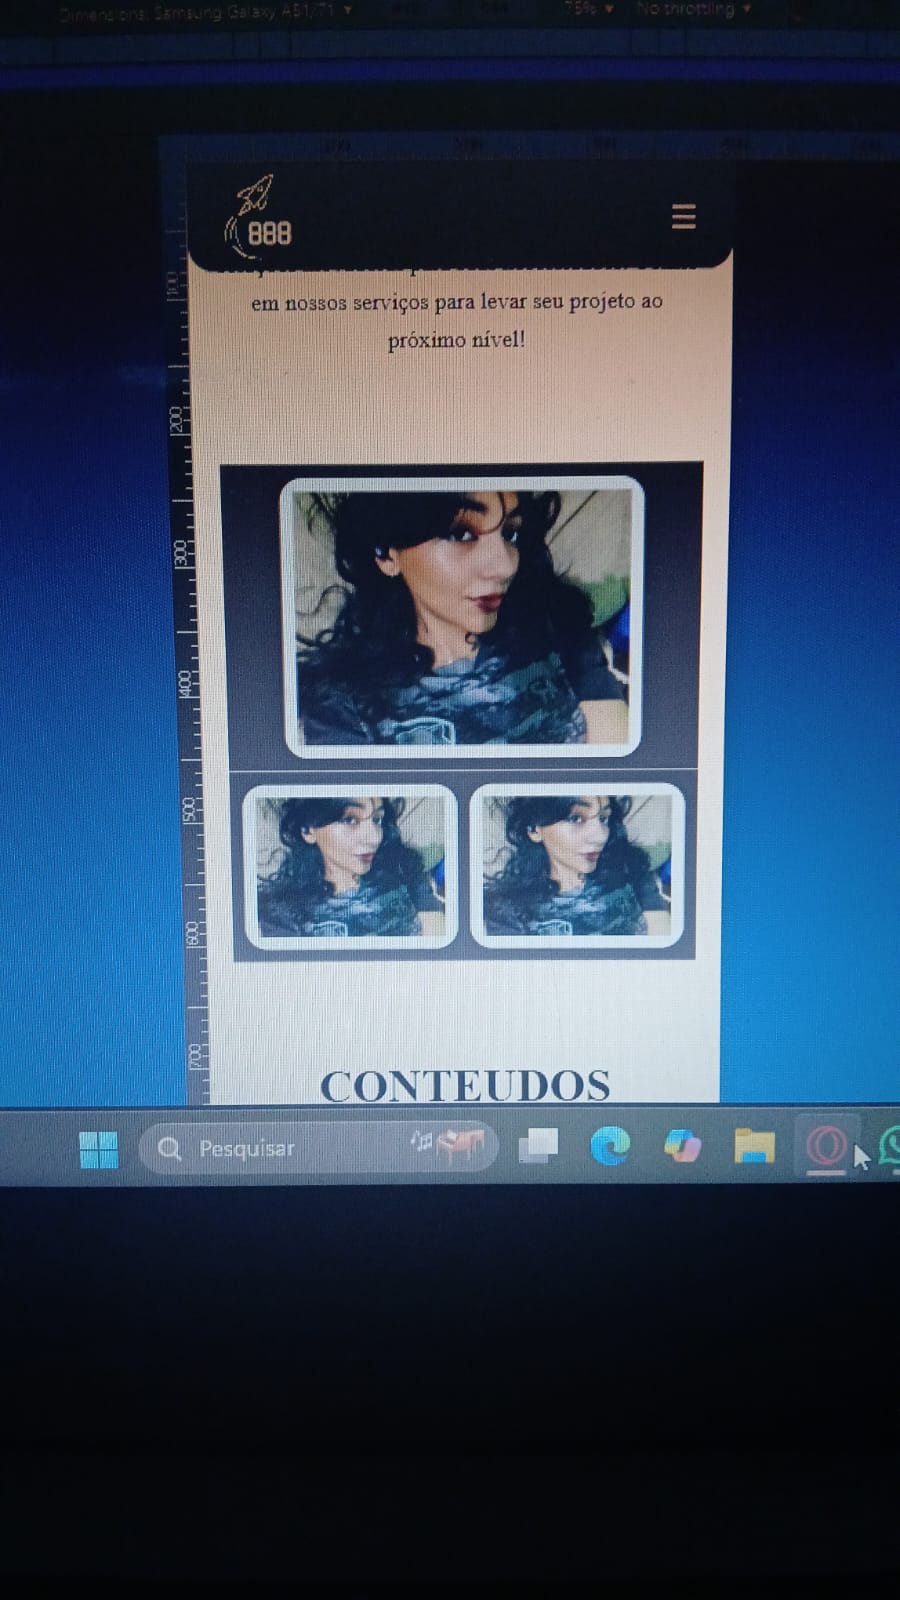 Dimensions: Samsung Galaxy A51/71 ▼ 75% ▼ No throttling ▼
888
em nossos serviços para levar seu projeto ao
próximo nível!
100
200
300
400
500
600
700
CONTEUDOS
Pesquisar